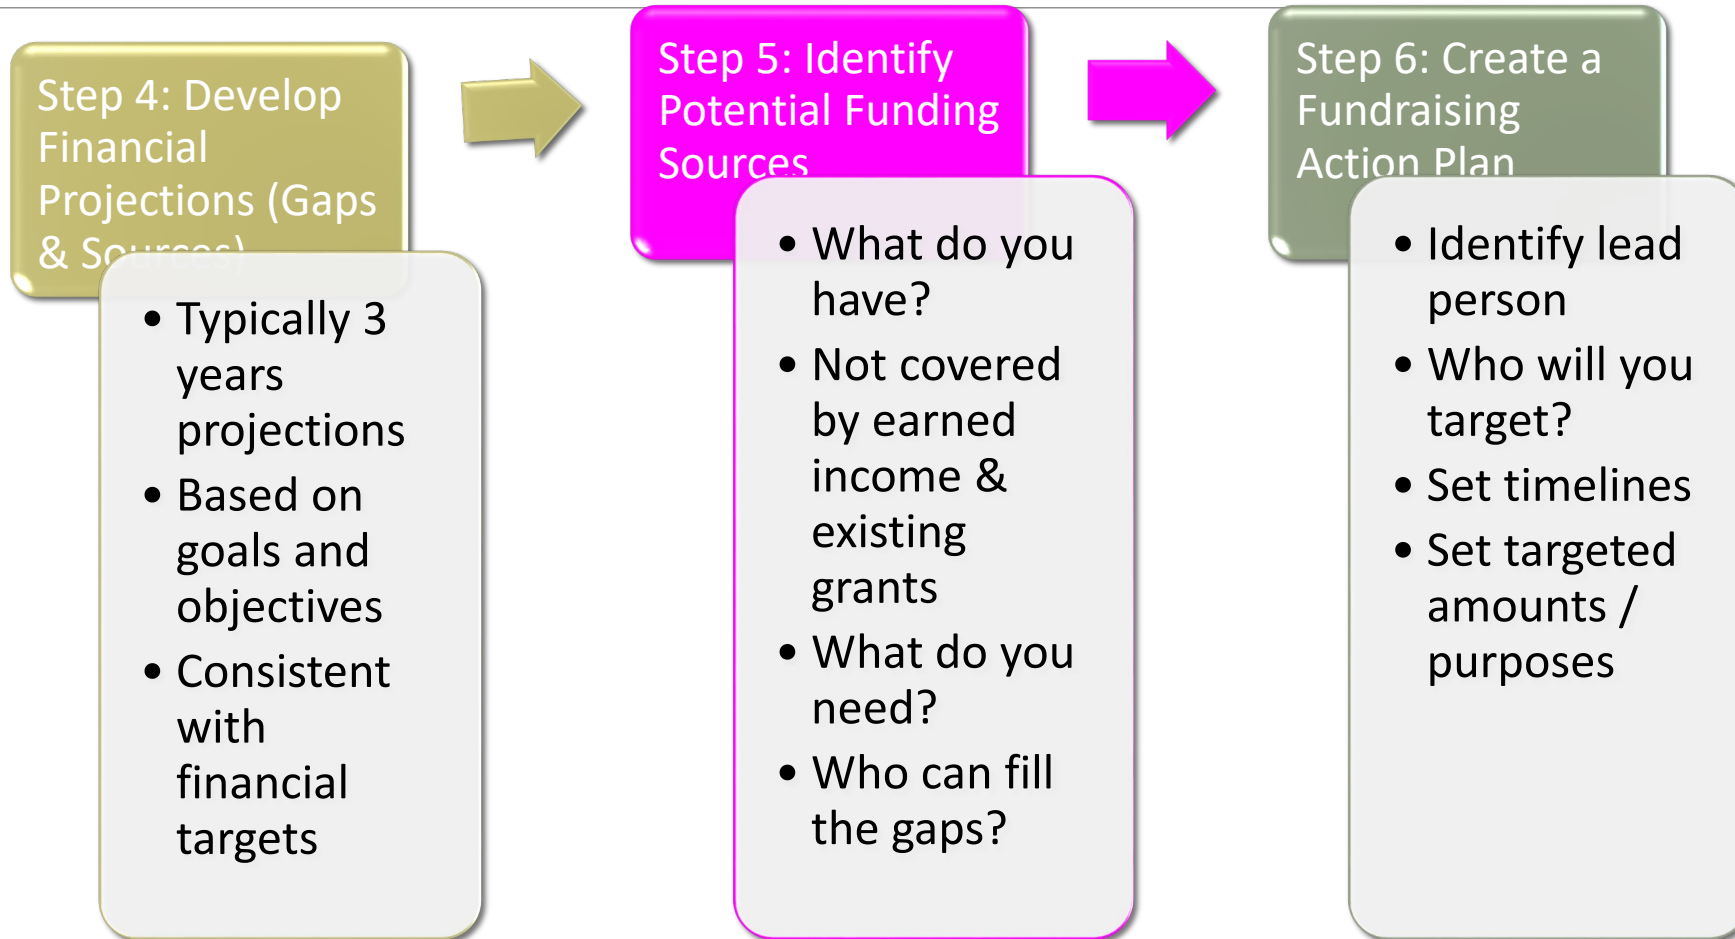 Step 4: Develop
Financial
Projections (Gaps
& Sources)
• Typically 3
years
projections
• Based on
goals and
objectives
• Consistent
with
financial
targets
Step 5: Identify
Potential Funding
Sources
• What do you
have?
• Not covered
by earned
income &
existing
grants
• What do you
need?
• Who can fill
the gaps?
Step 6: Create a
Fundraising
Action Plan
• Identify lead
person
• Who will you
target?
• Set timelines
• Set targeted
amounts /
purposes